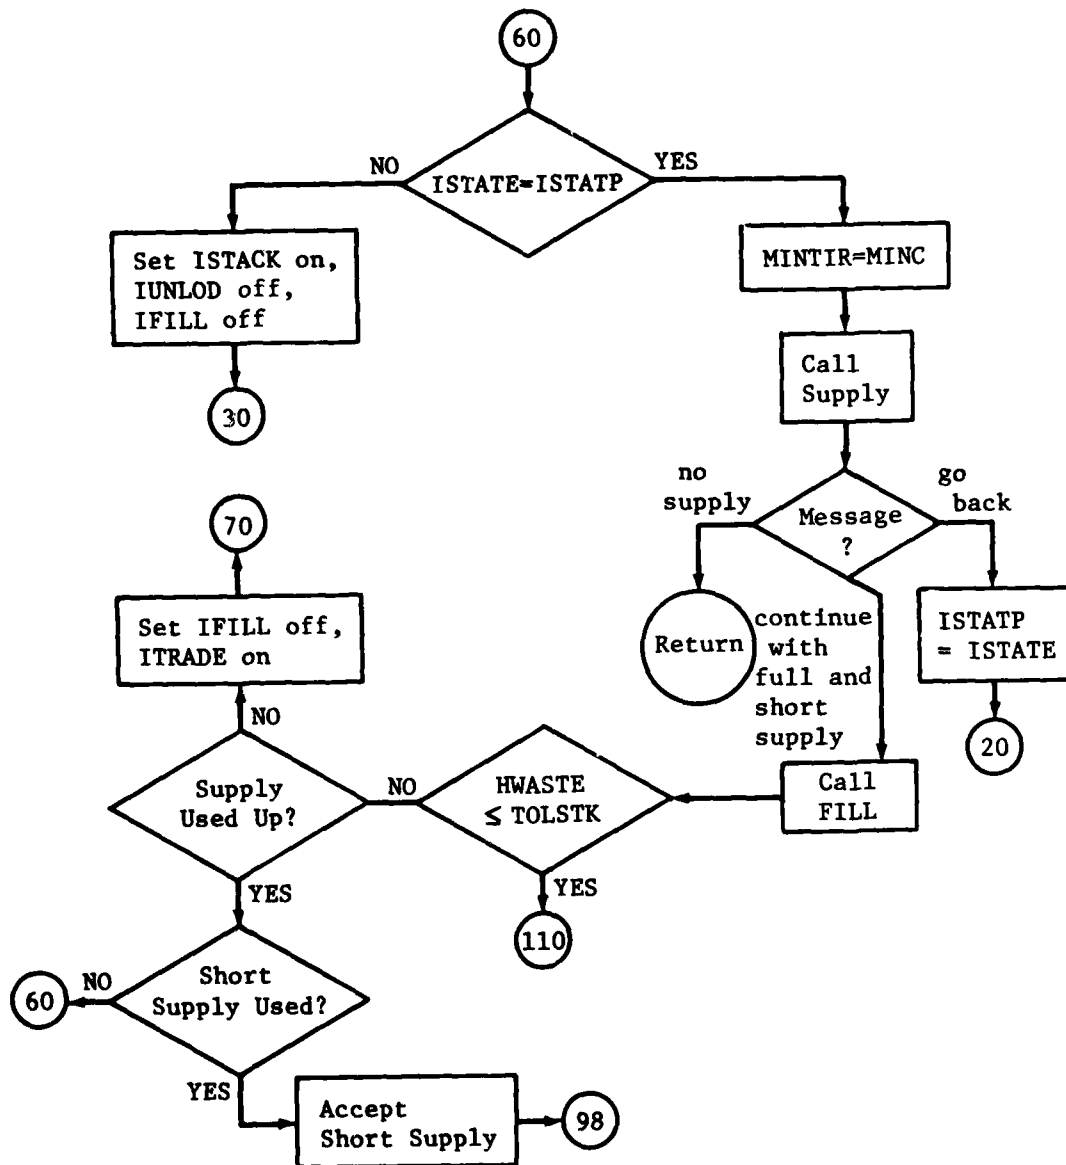 60
NO
YES
ISTATE=ISTATP
Set ISTACK on,
IUNLOD off,
IFILL off
MINTIR=MINC
30
Call
Supply
no
supply
go
back
Message
?
70
Set IFILL off,
ITRADE on
Return
continue
with
full and
short
supply
ISTATP
= ISTATE
20
NO
Supply
Used Up?
NO
HWASTE
≤ TOLSTK
Call
FILL
YES
YES
110
60
NO
Short
Supply Used?
YES
Accept
Short Supply
98